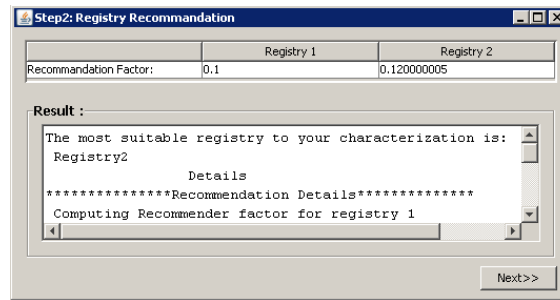 Step2: Registry Recommandation
Registry 1 Registry 2
Recommandation Factor: 0.1 0.120000005
Result :
The most suitable registry to your characterization is:
Registry2
Details
***************Recommendation Details**************
Computing Recommender factor for registry 1
Next>>